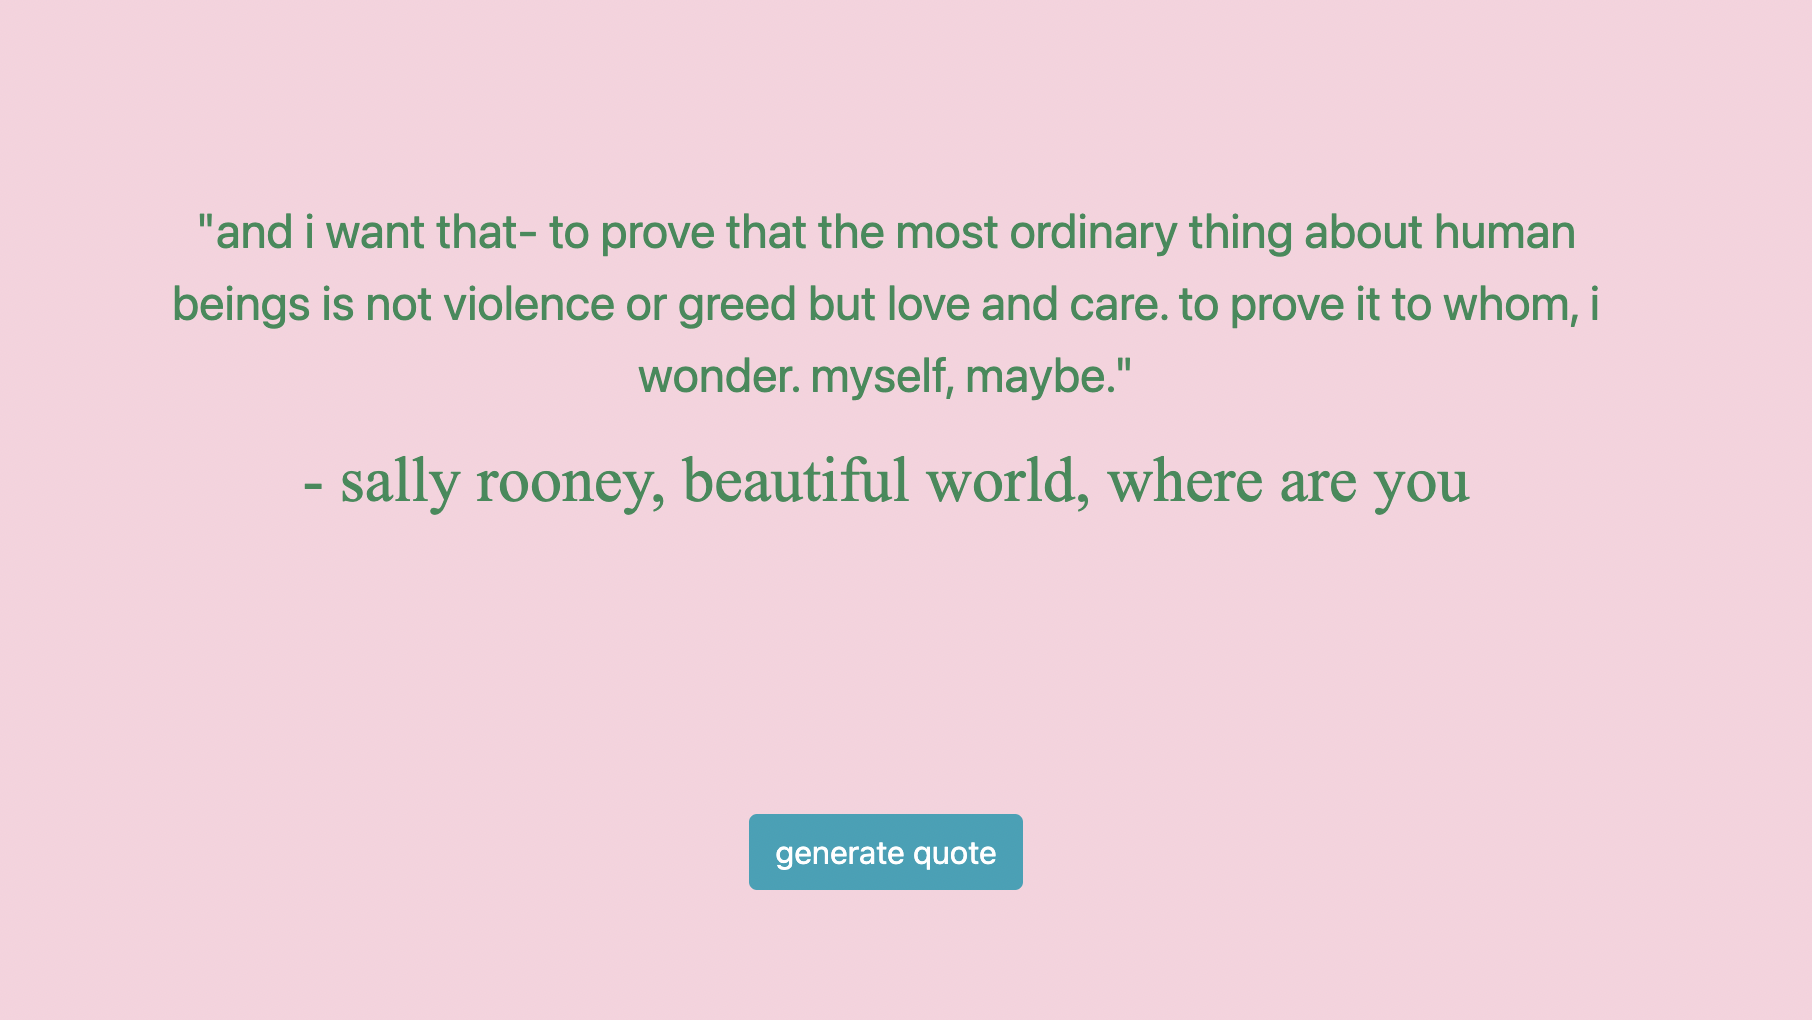 "and i want that- to prove that the most ordinary thing about human
beings is not violence or greed but love and care. to prove it to whom, i
wonder. myself, maybe."
- sally rooney, beautiful world, where are you
generate quote